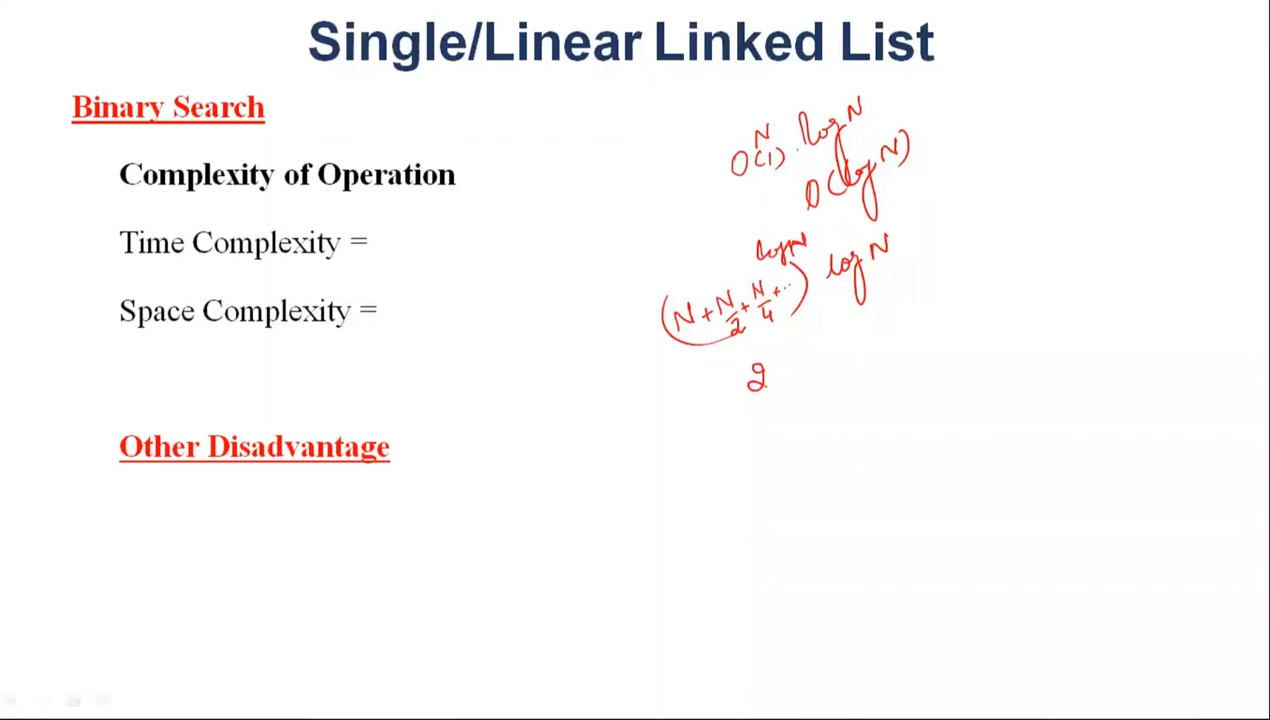 Single/Linear Linked List
Binary Search
N
O(1) . log N
Complexity of Operation
O(log N)
Time Complexity =
log N
(N + N/2 + N/4 + ...) log N
Space Complexity =
2
Other Disadvantage